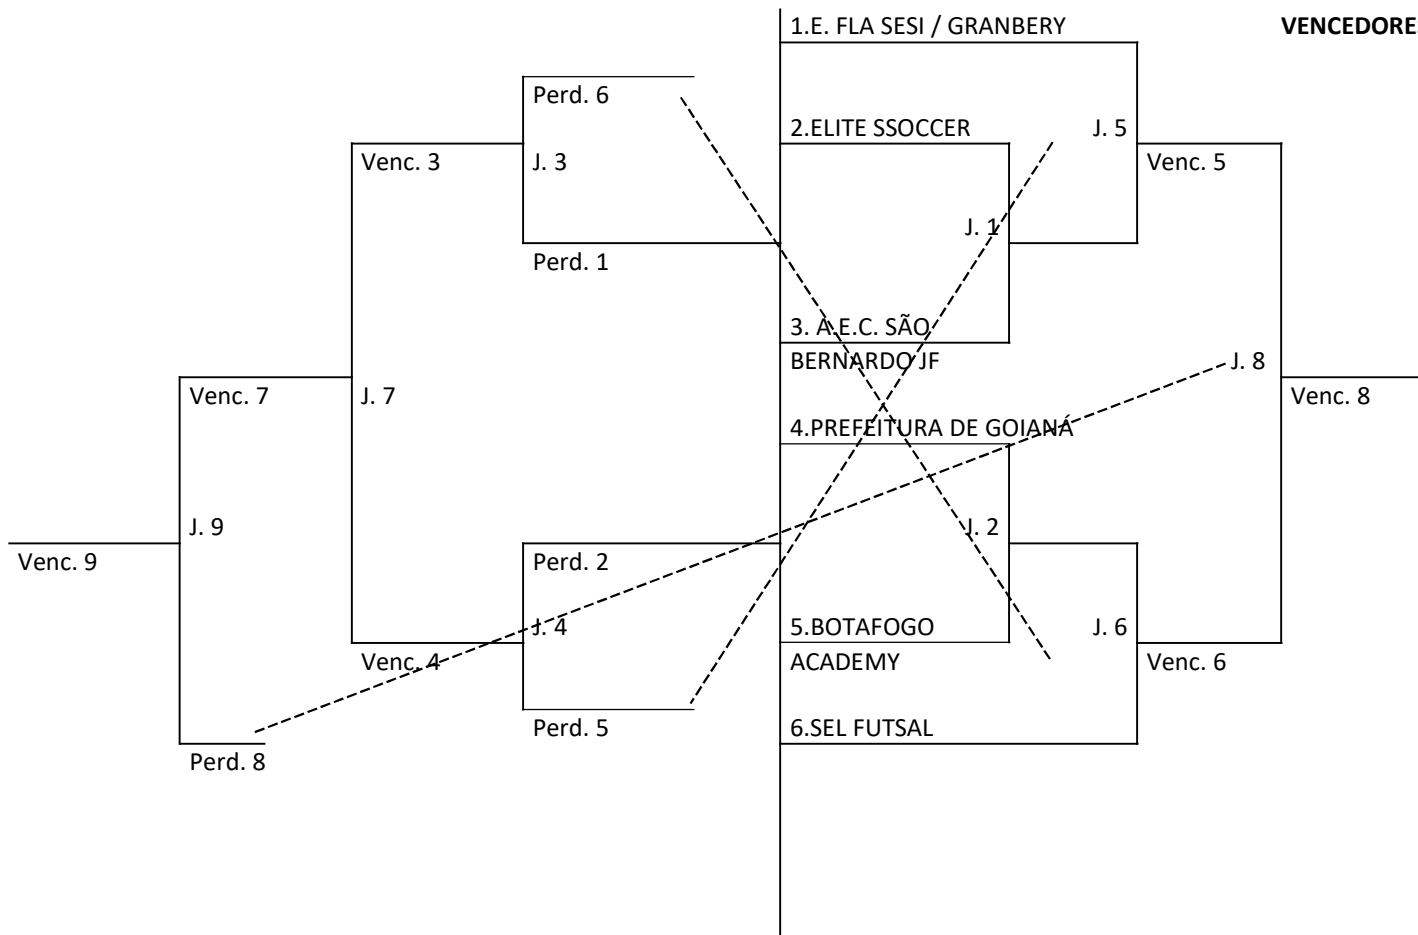 1.E. FLA SESI / GRANBERY
VENCEDORE
Perd. 6
2.ELITE SSOCCER
J. 5
Venc. 3
J. 3
Venc. 5
J. 1
Perd. 1
3. A.E.C. SÃO
BERNARDO JF
J. 8
Venc. 7
J. 7
Venc. 8
4.PREFEITURA DE GOIANÁ
J. 9
J. 2
Venc. 9
Perd. 2
J. 4
5.BOTAFOGO
J. 6
Venc. 4
ACADEMY
Venc. 6
Perd. 5
6.SEL FUTSAL
Perd. 8